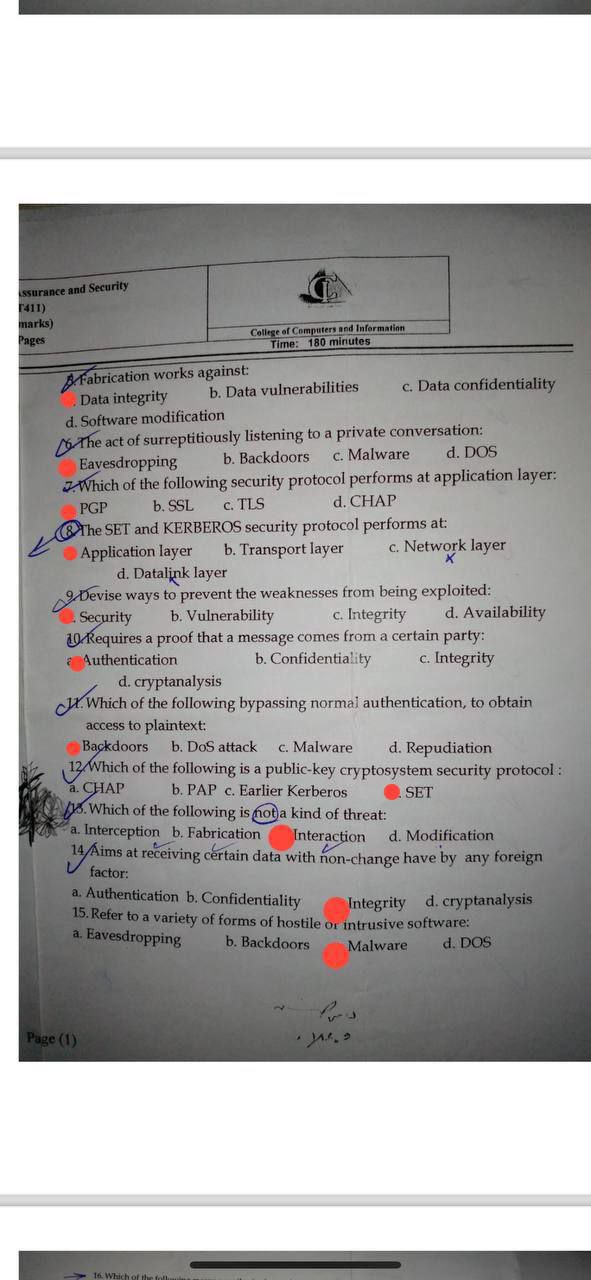 ssurance and Security
T411)
marks)
Pages
College of Computers and Information
Time: 180 minutes
Fabrication works against:
Data integrity b. Data vulnerabilities c. Data confidentiality
d. Software modification
6. The act of surreptitiously listening to a private conversation:
Eavesdropping b. Backdoors c. Malware d. DOS
7. Which of the following security protocol performs at application layer:
PGP b. SSL c. TLS d. CHAP
8. The SET and KERBEROS security protocol performs at:
Application layer b. Transport layer c. Network layer
d. Datalink layer
9. Devise ways to prevent the weaknesses from being exploited:
. Security b. Vulnerability c. Integrity d. Availability
10. Requires a proof that a message comes from a certain party:
Authentication b. Confidentiality c. Integrity
d. cryptanalysis
11. Which of the following bypassing normal authentication, to obtain
access to plaintext:
Backdoors b. DoS attack c. Malware d. Repudiation
12. Which of the following is a public-key cryptosystem security protocol :
a. CHAP b. PAP c. Earlier Kerberos . SET
13. Which of the following is not a kind of threat:
a. Interception b. Fabrication Interaction d. Modification
14. Aims at receiving certain data with non-change have by any foreign
factor:
a. Authentication b. Confidentiality Integrity d. cryptanalysis
15. Refer to a variety of forms of hostile or intrusive software:
a. Eavesdropping b. Backdoors Malware d. DOS
Page (1)
16. Which of the